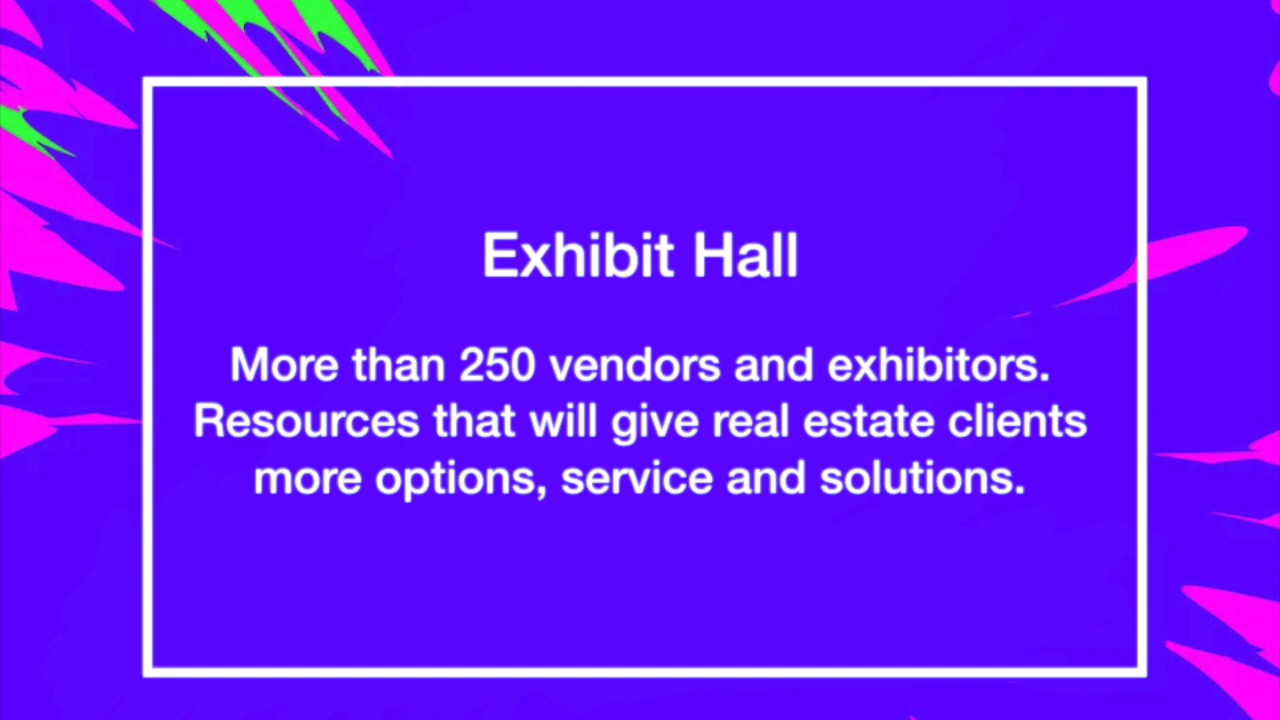 Exhibit Hall
More than 250 vendors and exhibitors.
Resources that will give real estate clients
more options, service and solutions.